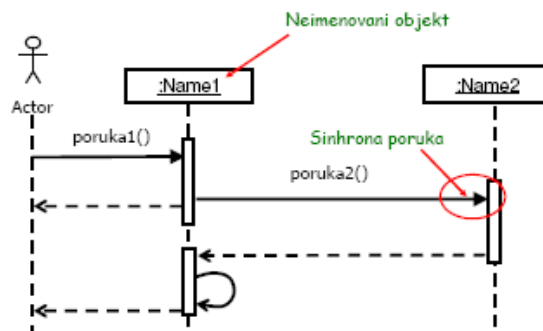 Neimenovani objekt
:Name1
:Name2
Actor
poruka1()
Sinhrona poruka
poruka2()